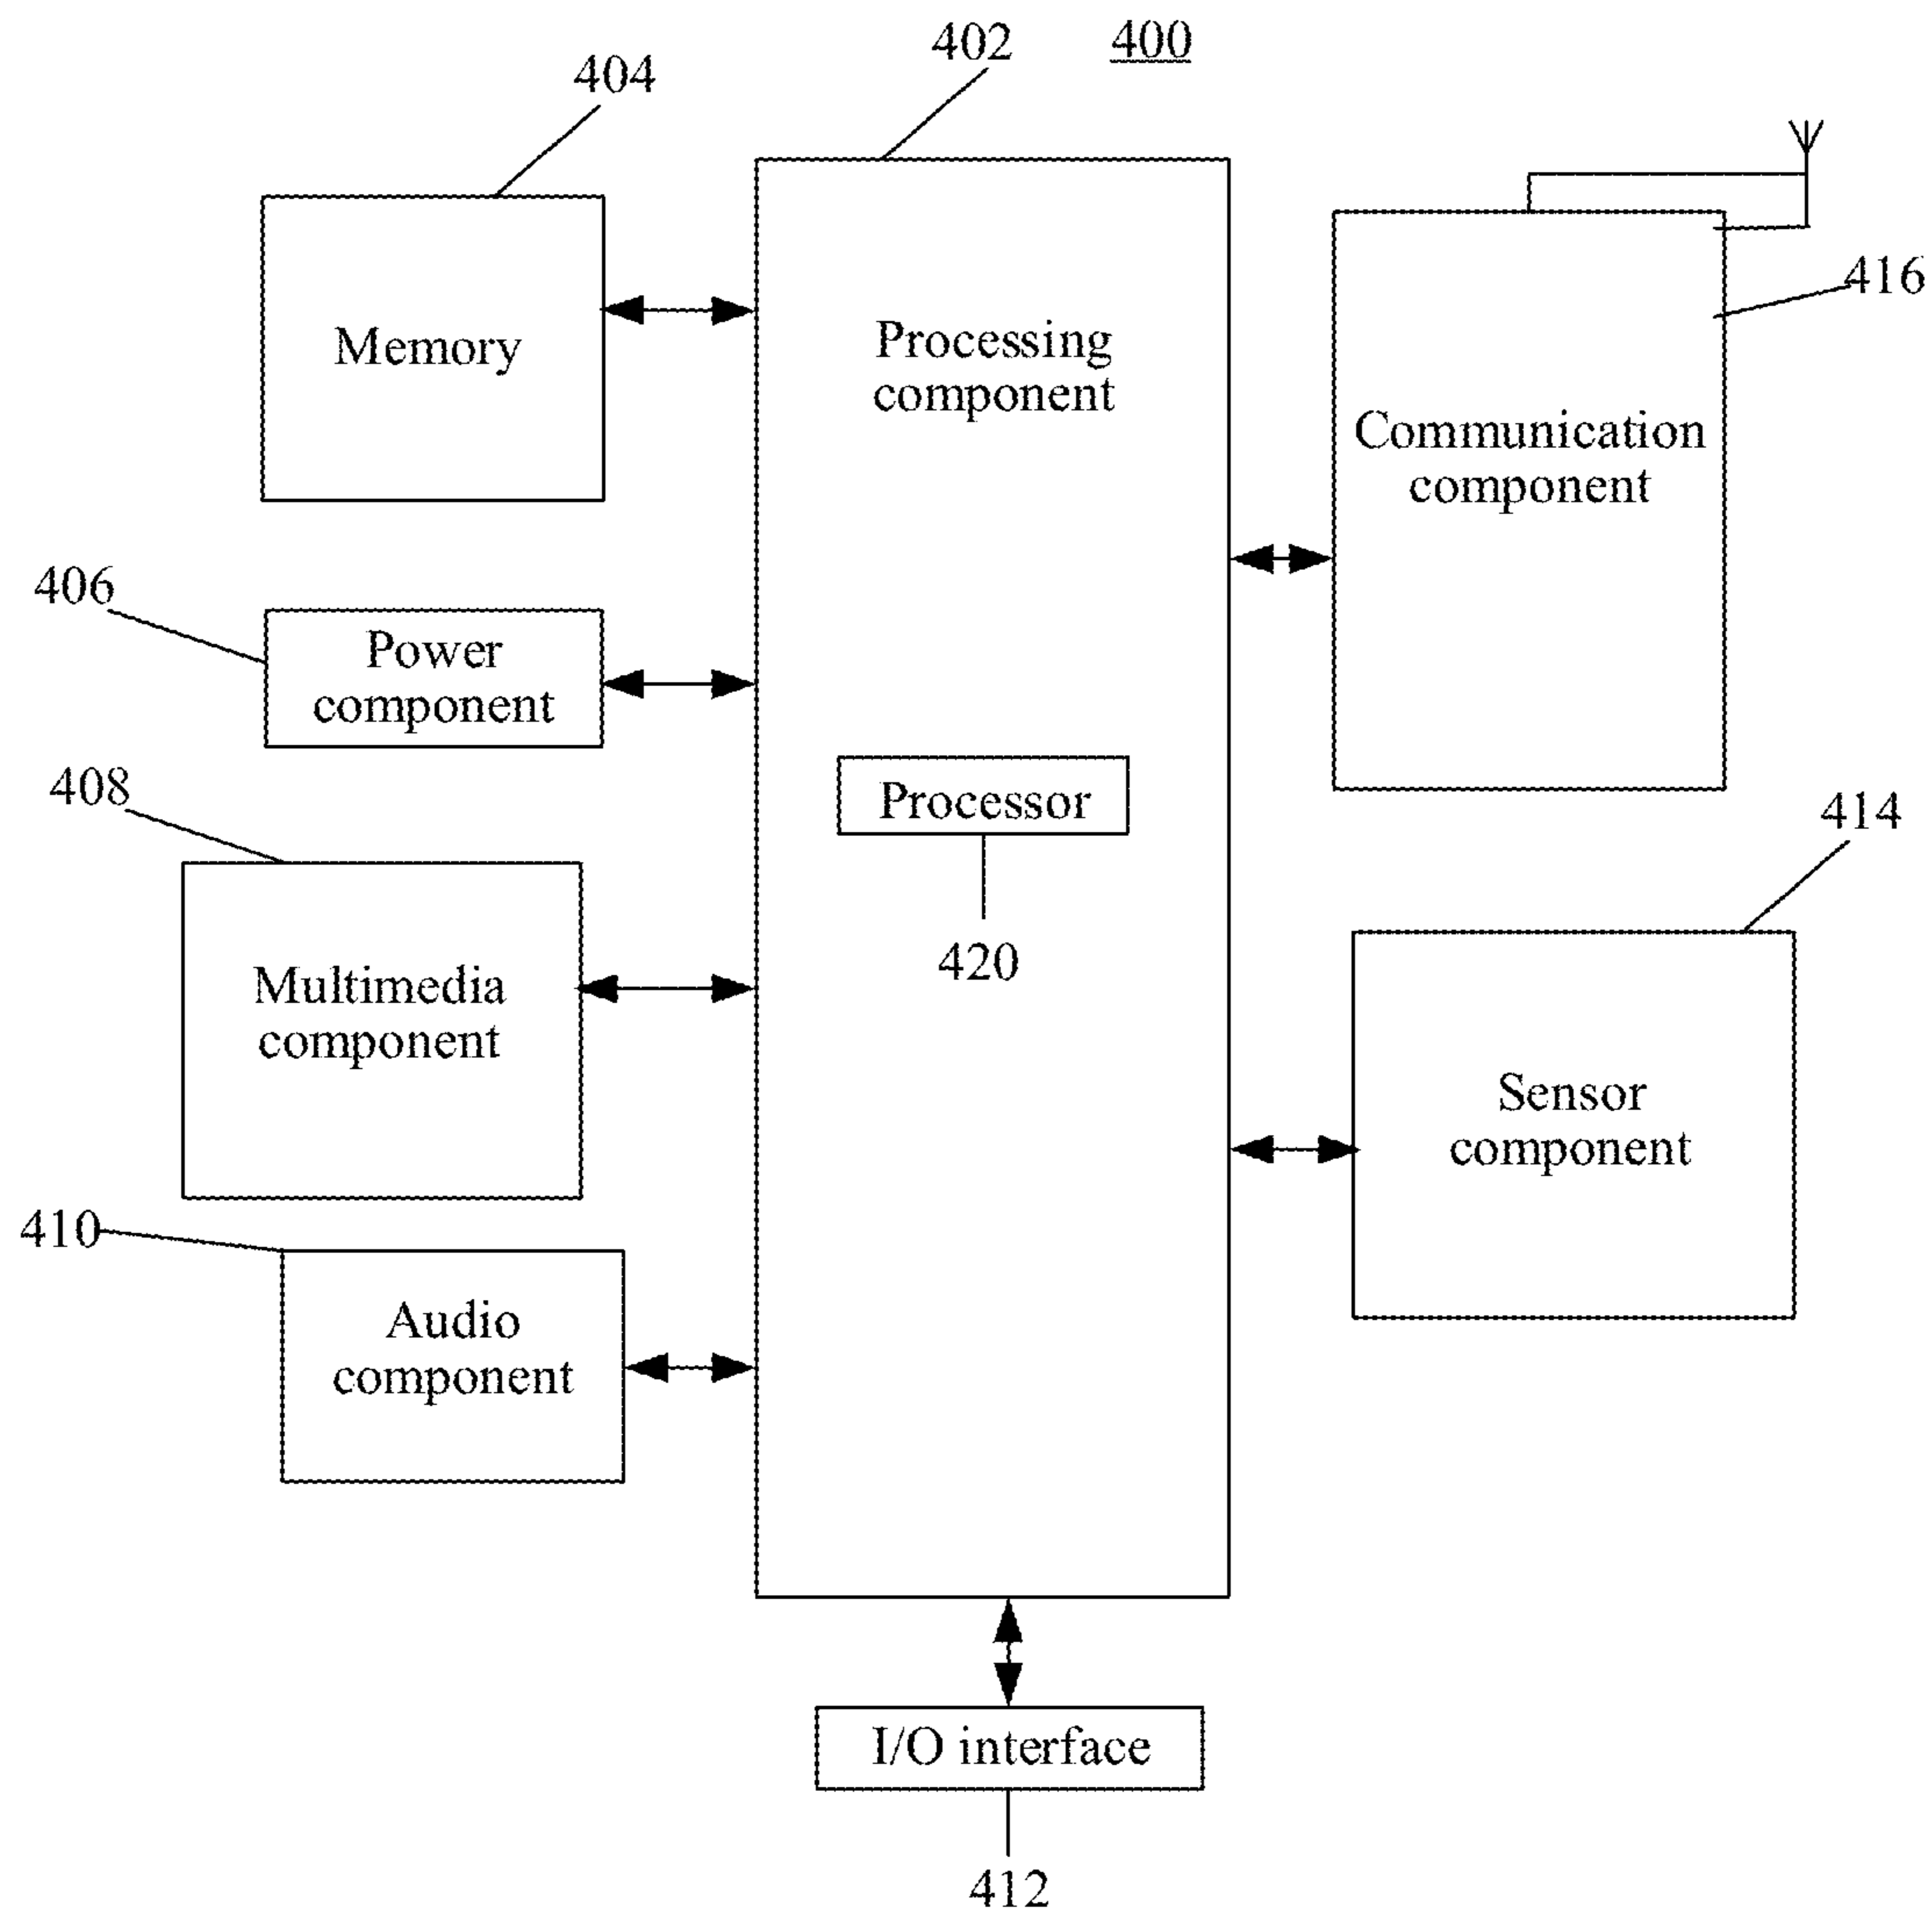 402
400
404
Memory
Processing
component
416
Communication
component
406
Power
component
408
Processor
414
420
Multimedia
component
Sensor
component
410
Audio
component
I/O interface
412